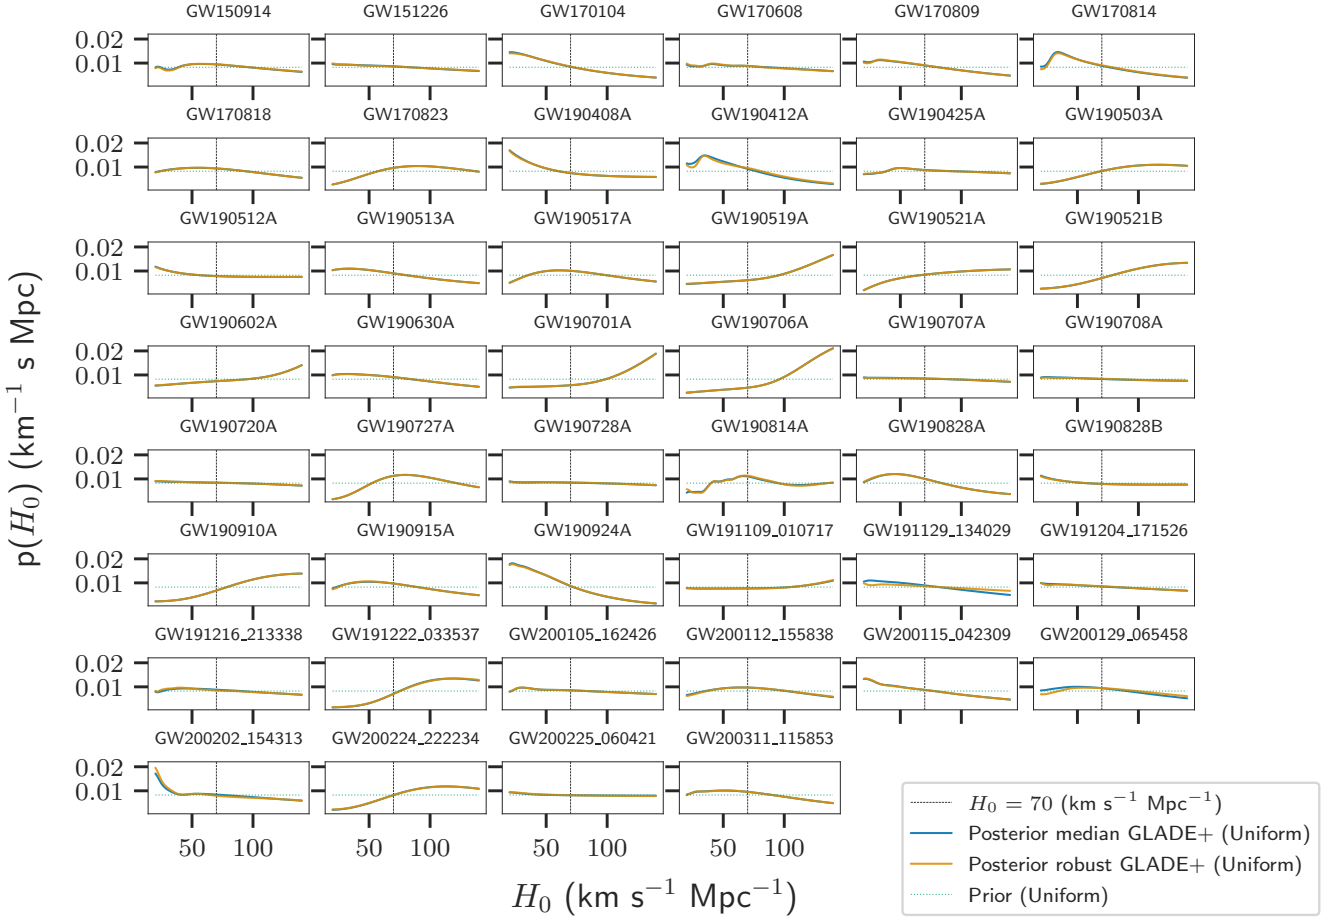 GW150914 GW151226 GW170104 GW170608 GW170809 GW170814
0.02
0.01
GW170818 GW170823 GW190408A GW190412A GW190425A GW190503A
0.02
0.01
GW190512A GW190513A GW190517A GW190519A GW190521A GW190521B
0.02
0.01
GW190602A GW190630A GW190701A GW190706A GW190707A GW190708A
0.02
0.01
GW190720A GW190727A GW190728A GW190814A GW190828A GW190828B
0.02
0.01
GW190910A GW190915A GW190924A GW191109_010717 GW191129_134029 GW191204_171526
0.02
0.01
GW191216_213338 GW191222_033537 GW200105_162426 GW200112_155838 GW200115_042309 GW200129_065458
0.02
0.01
GW200202_154313 GW200224_222234 GW200225_060421 GW200311_115853
0.02
0.01
50 100 50 100 50 100 50 100
p(H₀) (km⁻¹ s Mpc)
H₀ (km s⁻¹ Mpc⁻¹)
H₀ = 70 (km s⁻¹ Mpc⁻¹)
Posterior median GLADE+ (Uniform)
Posterior robust GLADE+ (Uniform)
Prior (Uniform)